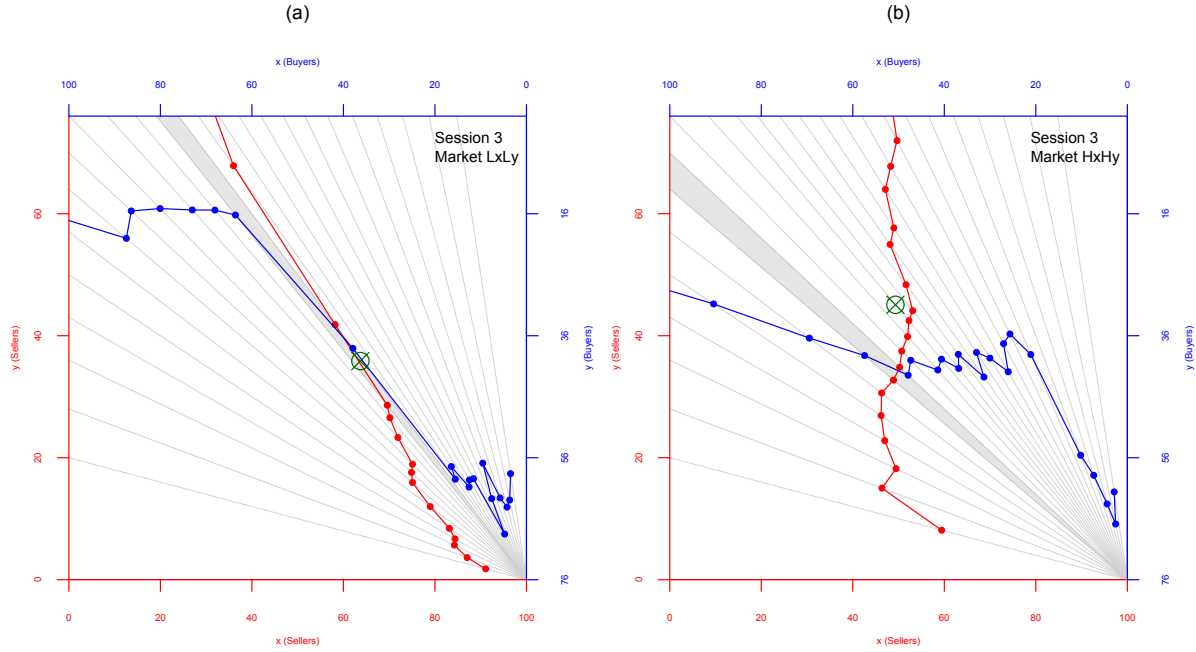 (a)
x (Buyers)
100 80 60 40 20 0
Session 3
Market LxLy
60
40
20
0
y (Sellers)
16
36
56
76
y (Buyers)
0 20 40 60 80 100
x (Sellers)
(b)
x (Buyers)
100 80 60 40 20 0
Session 3
Market HxHy
60
40
20
0
y (Sellers)
16
36
56
76
y (Buyers)
0 20 40 60 80 100
x (Sellers)